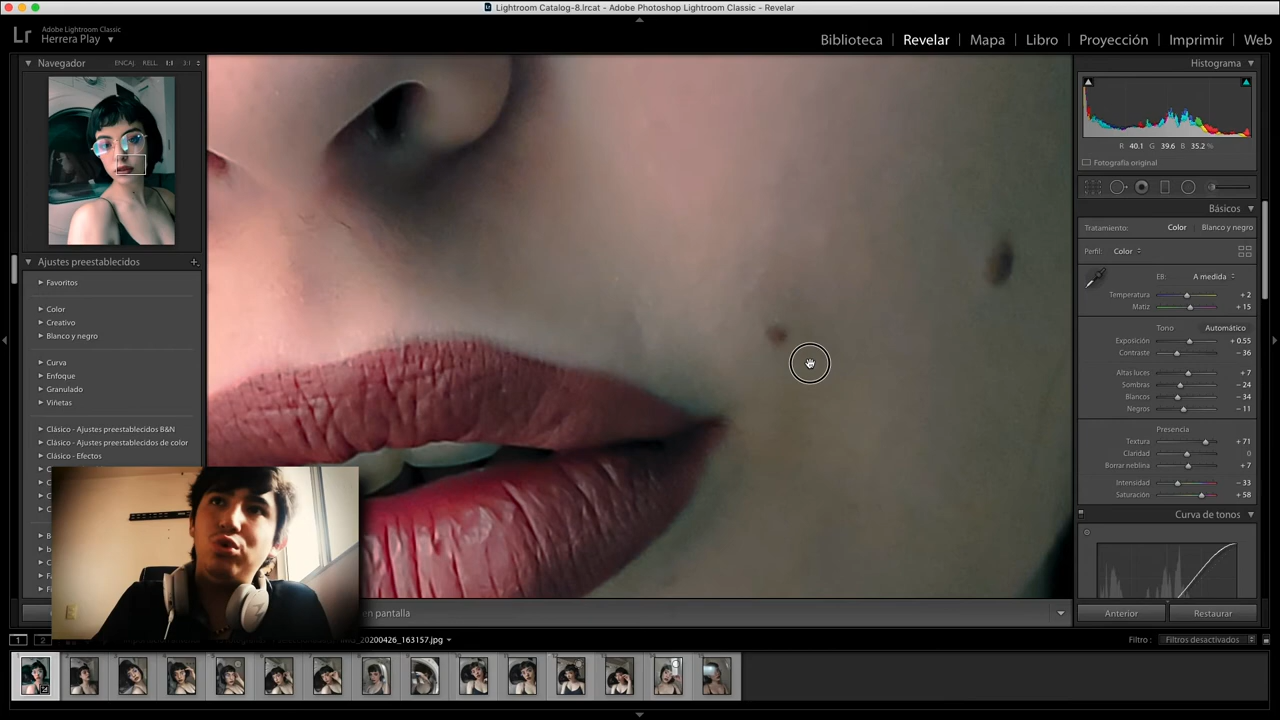 Lightroom Catalog-8.lrcat - Adobe Photoshop Lightroom Classic - Revelar
Lr
Adobe Lightroom Classic
Herrera Play
Biblioteca | Revelar | Mapa | Libro | Proyección | Imprimir | Web
Navegador
ENCAJ.
RELL.
1:1
3:1
Ajustes preestablecidos +
Favoritos
Color
Creativo
Blanco y negro
Curva
Enfoque
Granulado
Viñetas
Clásico - Ajustes preestablecidos B&N
Clásico - Ajustes preestablecidos de color
Clásico - Efectos
en pantalla
Histograma
R 40.1 G 39.6 B 35.2 %
Fotografía original
Básicos
Tratamiento: Color Blanco y negro
Perfil: Color
EB: A medida
Temperatura + 2
Matiz + 15
Tono Automático
Exposición + 0.55
Contraste − 36
Altas luces + 7
Sombras − 24
Blancos − 34
Negros − 11
Presencia
Textura + 71
Claridad 0
Borrar neblina + 7
Intensidad − 33
Saturación + 58
Curva de tonos
Anterior
Restaurar
1 2
_20200426_163157.jpg
Filtro : Filtros desactivados